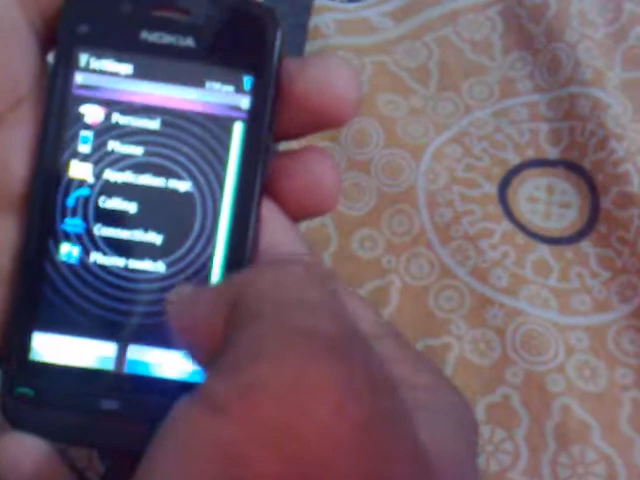 NOKIA
Settings
Personal
Phone
Application mgr.
Calling
Connectivity
Phone switch